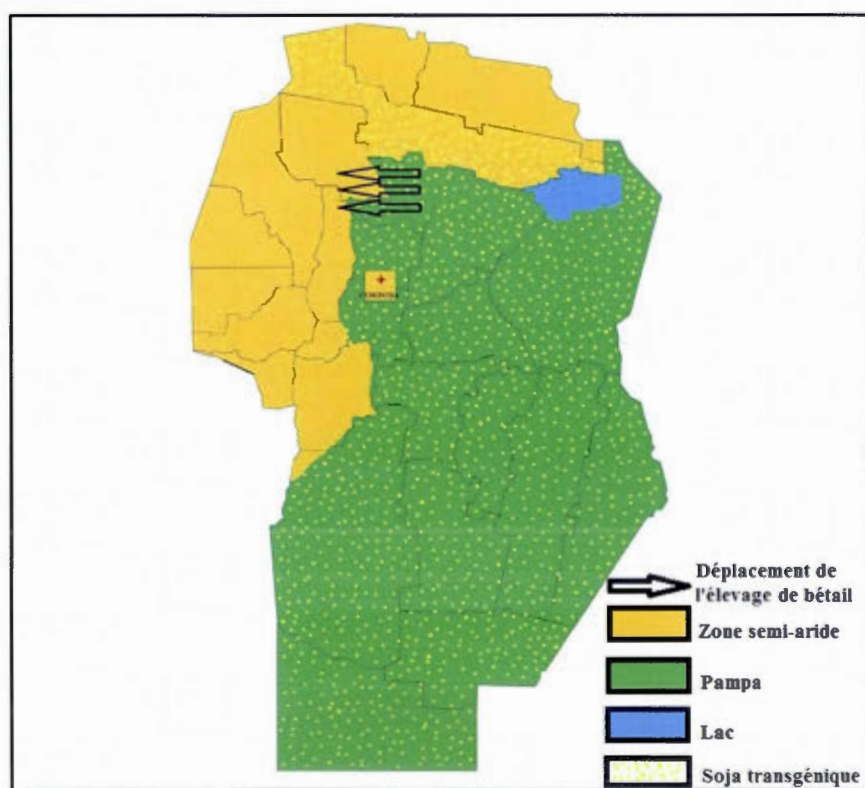 Déplacement de
l'élevage de bétail
Zone semi-aride
Pampa
Lac
Soja transgénique